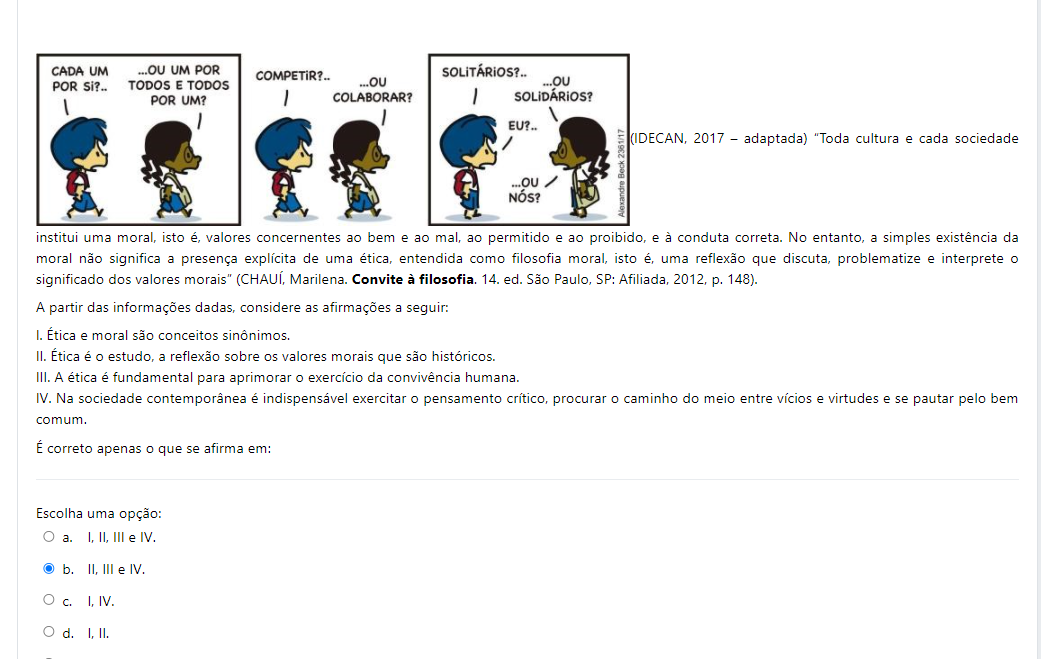 CADA UM
POR SI?..
...OU UM POR
TODOS E TODOS
POR UM?
COMPETIR?..
...OU
COLABORAR?
SOLITÁRIOS?..
...OU
SOLIDÁRIOS?
EU?..
...OU
NÓS?
Alexandre Beck 2361/17
(IDECAN, 2017 – adaptada) “Toda cultura e cada sociedade
institui uma moral, isto é, valores concernentes ao bem e ao mal, ao permitido e ao proibido, e à conduta correta. No entanto, a simples existência da
moral não significa a presença explícita de uma ética, entendida como filosofia moral, isto é, uma reflexão que discuta, problematize e interprete o
significado dos valores morais” (CHAUÍ, Marilena. Convite à filosofia. 14. ed. São Paulo, SP: Afiliada, 2012, p. 148).
A partir das informações dadas, considere as afirmações a seguir:
I. Ética e moral são conceitos sinônimos.
II. Ética é o estudo, a reflexão sobre os valores morais que são históricos.
III. A ética é fundamental para aprimorar o exercício da convivência humana.
IV. Na sociedade contemporânea é indispensável exercitar o pensamento crítico, procurar o caminho do meio entre vícios e virtudes e se pautar pelo bem
comum.
É correto apenas o que se afirma em:
Escolha uma opção:
a. I, II, III e IV.
b. II, III e IV.
c. I, IV.
d. I, II.